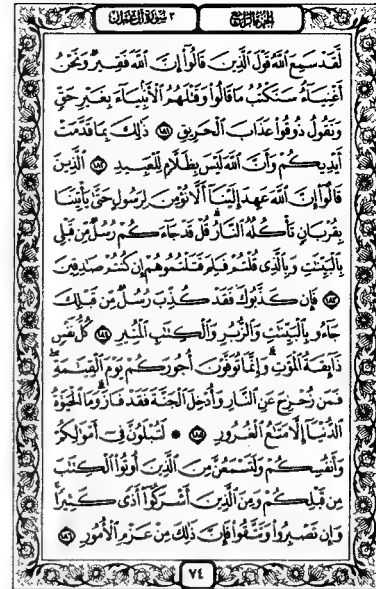 الجزء الرابع ٣ سورة آل عمران
لَّقَدْ سَمِعَ ٱللَّهُ قَوْلَ ٱلَّذِينَ قَالُوٓا۟ إِنَّ ٱللَّهَ فَقِيرٌ وَنَحْنُ
أَغْنِيَآءُ سَنَكْتُبُ مَا قَالُوا۟ وَقَتْلَهُمُ ٱلْأَنۢبِيَآءَ بِغَيْرِ حَقٍّ
وَنَقُولُ ذُوقُوا۟ عَذَابَ ٱلْحَرِيقِ ١٨١ ذَٰلِكَ بِمَا قَدَّمَتْ
أَيْدِيكُمْ وَأَنَّ ٱللَّهَ لَيْسَ بِظَلَّامٍ لِّلْعَبِيدِ ١٨٢ ٱلَّذِينَ
قَالُوٓا۟ إِنَّ ٱللَّهَ عَهِدَ إِلَيْنَآ أَلَّا نُؤْمِنَ لِرَسُولٍ حَتَّىٰ يَأْتِيَنَا
بِقُرْبَانٍ تَأْكُلُهُ ٱلنَّارُ قُلْ قَدْ جَآءَكُمْ رُسُلٌ مِّن قَبْلِى
بِٱلْبَيِّنَٰتِ وَبِٱلَّذِى قُلْتُمْ فَلِمَ قَتَلْتُمُوهُمْ إِن كُنتُمْ صَٰدِقِينَ
١٨٣ فَإِن كَذَّبُوكَ فَقَدْ كُذِّبَ رُسُلٌ مِّن قَبْلِكَ
جَآءُو بِٱلْبَيِّنَٰتِ وَٱلزُّبُرِ وَٱلْكِتَٰبِ ٱلْمُنِيرِ ١٨٤ كُلُّ نَفْسٍ
ذَآئِقَةُ ٱلْمَوْتِ وَإِنَّمَا تُوَفَّوْنَ أُجُورَكُمْ يَوْمَ ٱلْقِيَٰمَةِ
فَمَن زُحْزِحَ عَنِ ٱلنَّارِ وَأُدْخِلَ ٱلْجَنَّةَ فَقَدْ فَازَ وَمَا ٱلْحَيَوٰةُ
ٱلدُّنْيَآ إِلَّا مَتَٰعُ ٱلْغُرُورِ ١٨٥ ۞ لَتُبْلَوُنَّ فِىٓ أَمْوَٰلِكُمْ
وَأَنفُسِكُمْ وَلَتَسْمَعُنَّ مِنَ ٱلَّذِينَ أُوتُوا۟ ٱلْكِتَٰبَ
مِن قَبْلِكُمْ وَمِنَ ٱلَّذِينَ أَشْرَكُوٓا۟ أَذًى كَثِيرًا
وَإِن تَصْبِرُوا۟ وَتَتَّقُوا۟ فَإِنَّ ذَٰلِكَ مِنْ عَزْمِ ٱلْأُمُورِ ١٨٦
٧٤